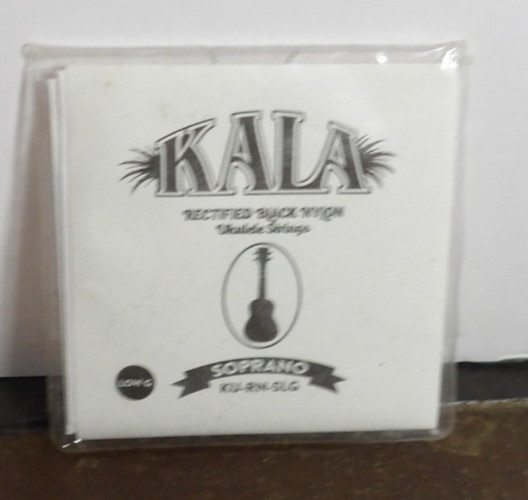 KALA
RECTIFIED BLACK NYLON
Ukulele Strings
SOPRANO
LOW G
KU-RN-SLG